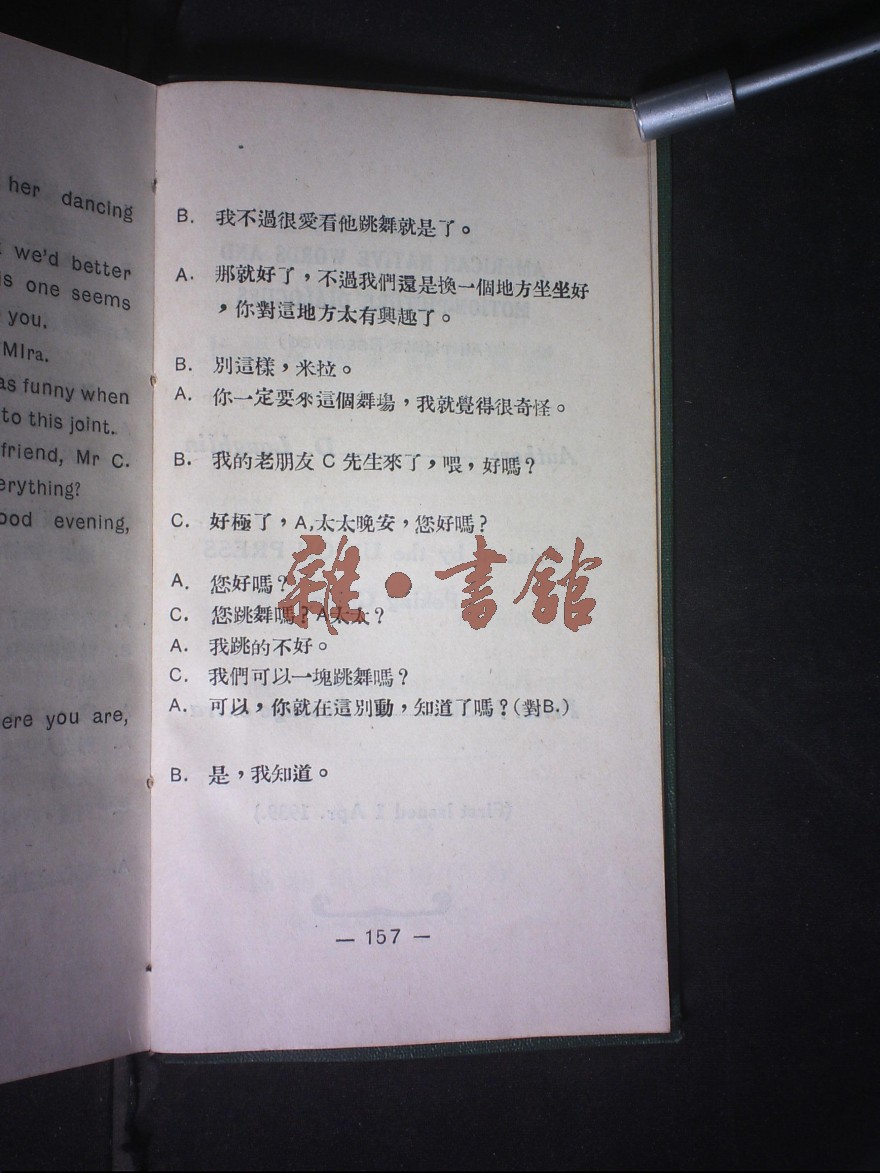 her dancing
we'd better
is one seems
you.
Mira.
as funny when
to this joint.
friend, Mr C.
erything?
ood evening,
ere you are,
B. 我不過很愛看他跳舞就是了。
A. 那就好了，不過我們還是換一個地方坐坐好
，你對這地方太有興趣了。
B. 別這樣，米拉。
A. 你一定要來這個舞場，我就覺得很奇怪。
B. 我的老朋友 C 先生來了，喂，好嗎？
C. 好極了，A,太太晚安，您好嗎？
A. 您好嗎？
C. 您跳舞嗎？A太太？
A. 我跳的不好。
C. 我們可以一塊跳舞嗎？
A. 可以，你就在這別動，知道了嗎？(對B.)
B. 是，我知道。
— 157 —
雜·書館